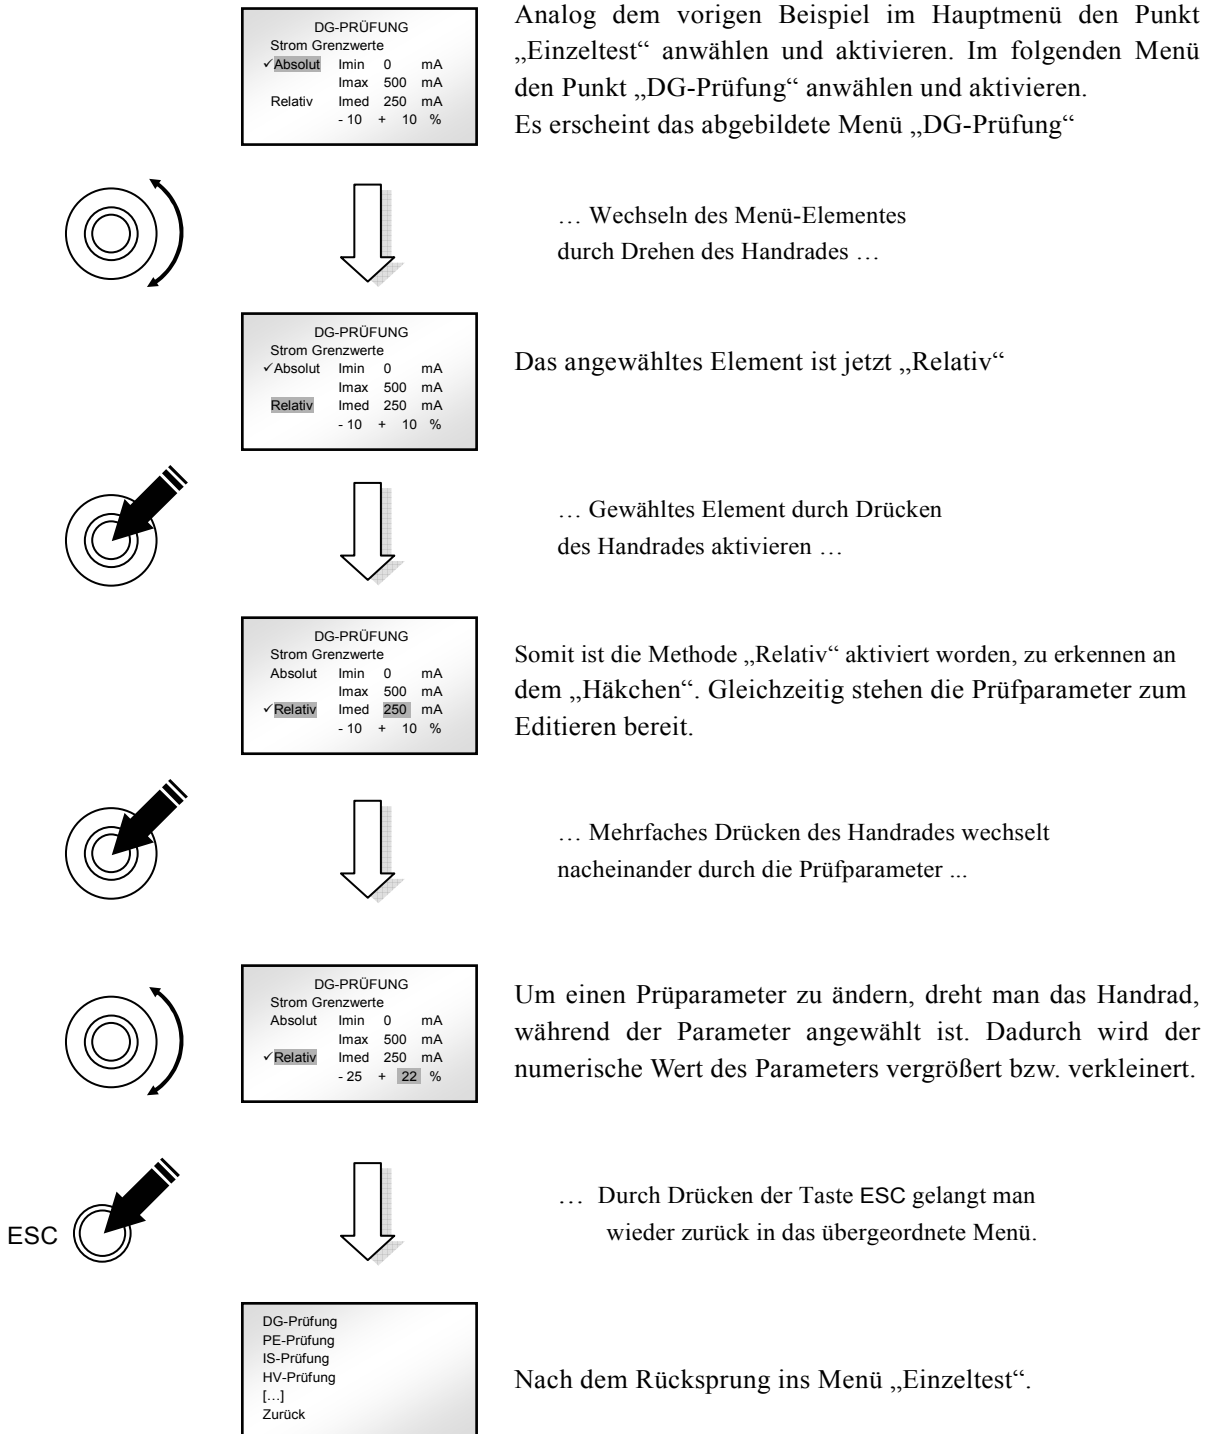 DG-PRÜFUNG
Strom Grenzwerte
✓Absolut Imin 0 mA
Imax 500 mA
Relativ Imed 250 mA
- 10 + 10 %
Analog dem vorigen Beispiel im Hauptmenü den Punkt
„Einzeltest“ anwählen und aktivieren. Im folgenden Menü
den Punkt „DG-Prüfung“ anwählen und aktivieren.
Es erscheint das abgebildete Menü „DG-Prüfung“
… Wechseln des Menü-Elementes
durch Drehen des Handrades …
DG-PRÜFUNG
Strom Grenzwerte
✓Absolut Imin 0 mA
Imax 500 mA
Relativ Imed 250 mA
- 10 + 10 %
Das angewähltes Element ist jetzt „Relativ“
… Gewähltes Element durch Drücken
des Handrades aktivieren …
DG-PRÜFUNG
Strom Grenzwerte
Absolut Imin 0 mA
Imax 500 mA
✓Relativ Imed 250 mA
- 10 + 10 %
Somit ist die Methode „Relativ“ aktiviert worden, zu erkennen an
dem „Häkchen“. Gleichzeitig stehen die Prüfparameter zum
Editieren bereit.
… Mehrfaches Drücken des Handrades wechselt
nacheinander durch die Prüfparameter ...
DG-PRÜFUNG
Strom Grenzwerte
Absolut Imin 0 mA
Imax 500 mA
✓Relativ Imed 250 mA
- 25 + 22 %
Um einen Prüparameter zu ändern, dreht man das Handrad,
während der Parameter angewählt ist. Dadurch wird der
numerische Wert des Parameters vergrößert bzw. verkleinert.
ESC
… Durch Drücken der Taste ESC gelangt man
wieder zurück in das übergeordnete Menü.
DG-Prüfung
PE-Prüfung
IS-Prüfung
HV-Prüfung
[…]
Zurück
Nach dem Rücksprung ins Menü „Einzeltest“.